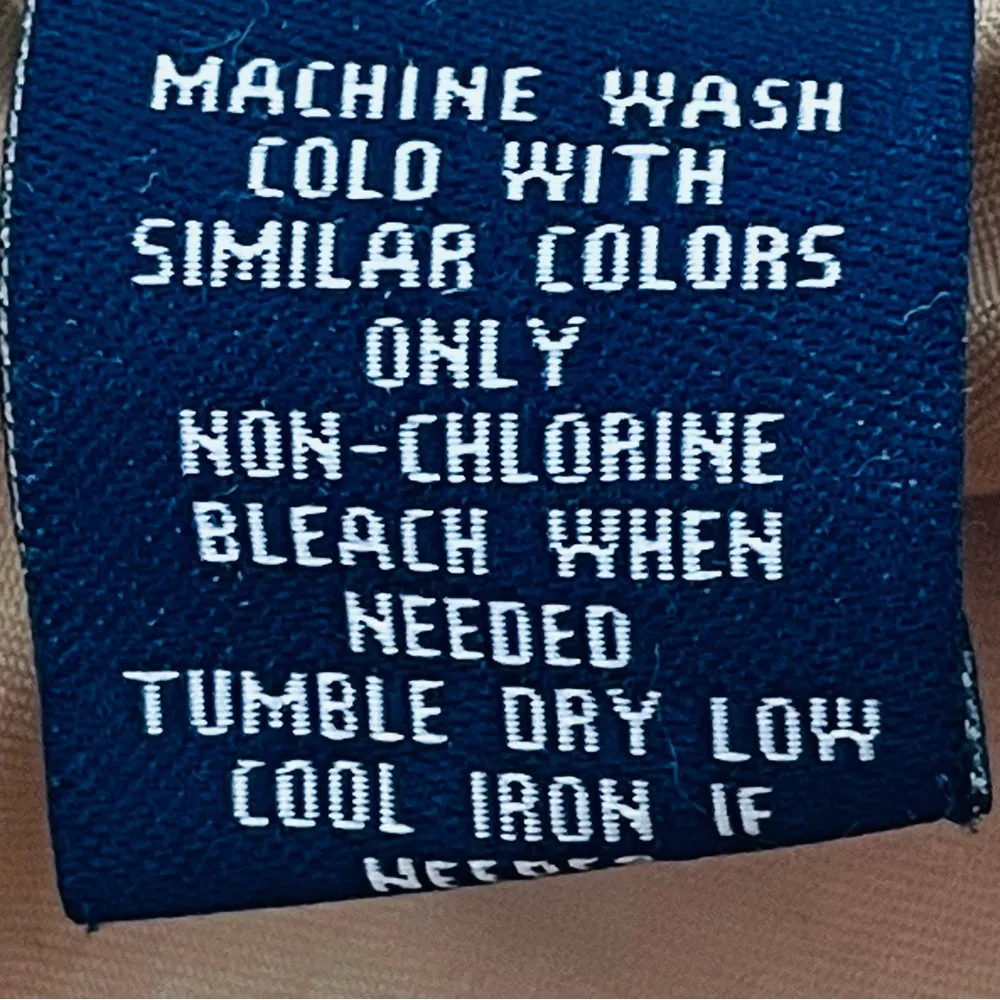 MACHINE WASH
COLD WITH
SIMILAR COLORS
ONLY
NON-CHLORINE
BLEACH WHEN
NEEDED
TUMBLE DRY LOW
COOL IRON IF